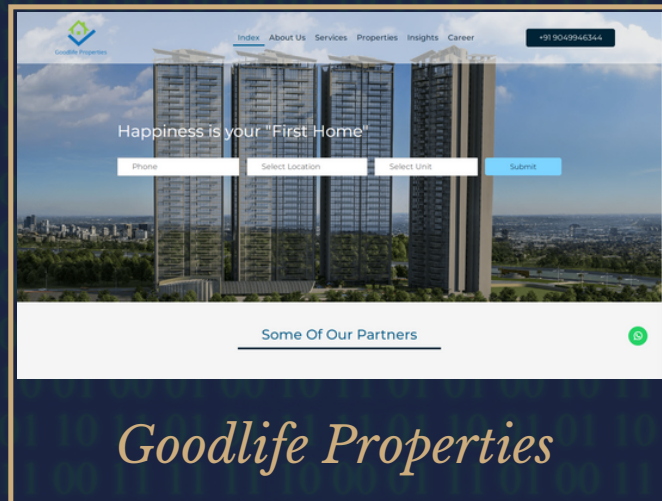 Goodlife Properties
Index About Us Services Properties Insights Career
+91 9049946344
Happiness is your "First Home"
Phone Select Location Select Unit Submit
Some Of Our Partners
Goodlife Properties